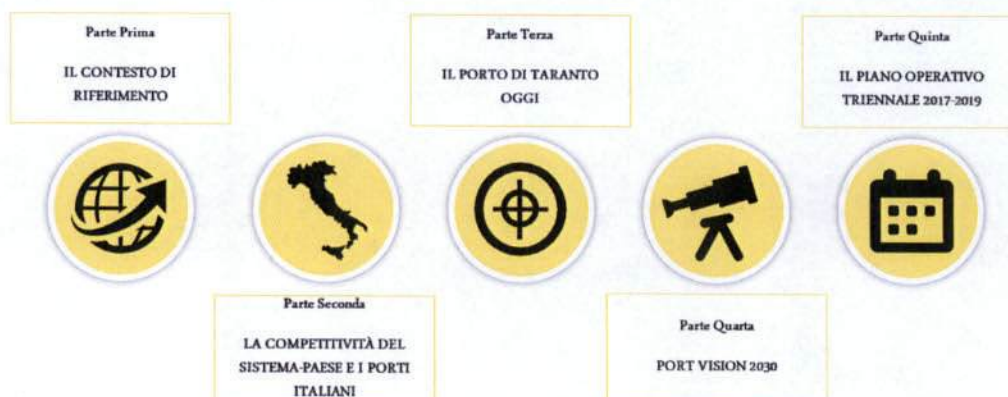 Parte Prima
IL CONTESTO DI
RIFERIMENTO
Parte Seconda
LA COMPETITIVITÀ DEL
SISTEMA-PAESE E I PORTI
ITALIANI
Parte Terza
IL PORTO DI TARANTO
OGGI
Parte Quarta
PORT VISION 2030
Parte Quinta
IL PIANO OPERATIVO
TRIENNALE 2017-2019